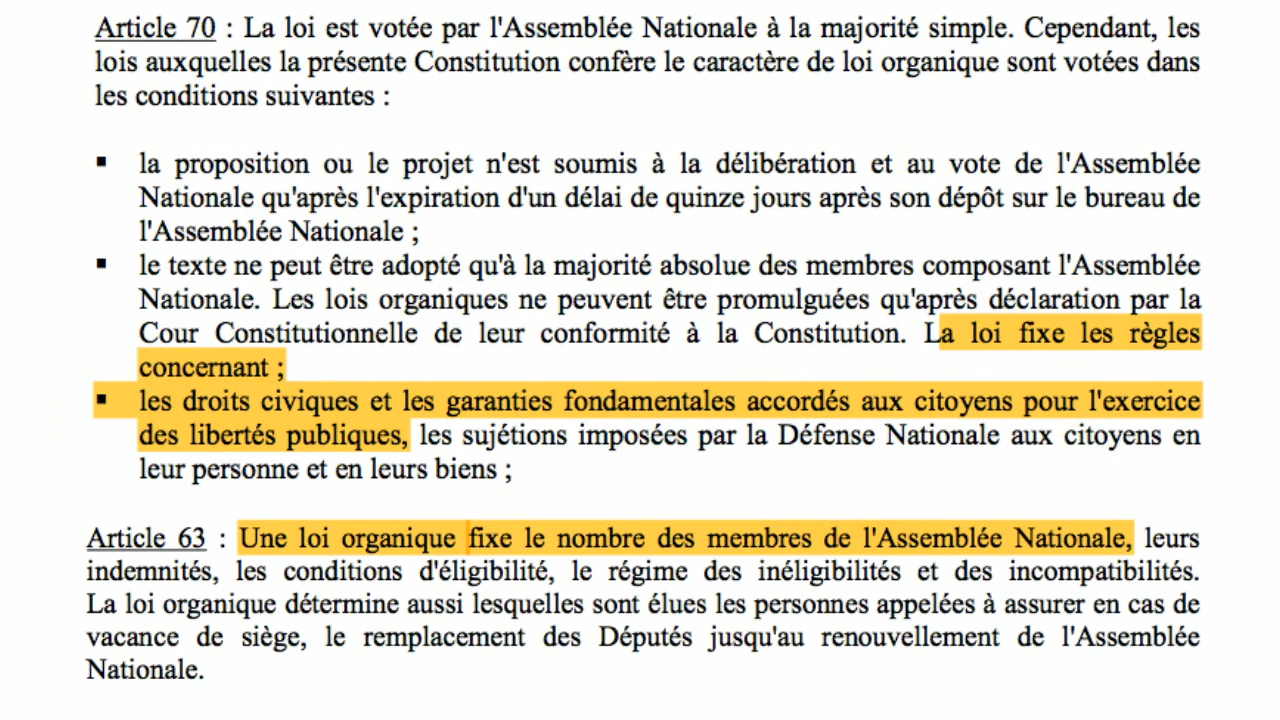 Article 70 : La loi est votée par l'Assemblée Nationale à la majorité simple. Cependant, les
lois auxquelles la présente Constitution confère le caractère de loi organique sont votées dans
les conditions suivantes :
▪ la proposition ou le projet n'est soumis à la délibération et au vote de l'Assemblée
Nationale qu'après l'expiration d'un délai de quinze jours après son dépôt sur le bureau de
l'Assemblée Nationale ;
▪ le texte ne peut être adopté qu'à la majorité absolue des membres composant l'Assemblée
Nationale. Les lois organiques ne peuvent être promulguées qu'après déclaration par la
Cour Constitutionnelle de leur conformité à la Constitution. La loi fixe les règles
concernant ;
▪ les droits civiques et les garanties fondamentales accordés aux citoyens pour l'exercice
des libertés publiques, les sujétions imposées par la Défense Nationale aux citoyens en
leur personne et en leurs biens ;
Article 63 : Une loi organique fixe le nombre des membres de l'Assemblée Nationale, leurs
indemnités, les conditions d'éligibilité, le régime des inéligibilités et des incompatibilités.
La loi organique détermine aussi lesquelles sont élues les personnes appelées à assurer en cas de
vacance de siège, le remplacement des Députés jusqu'au renouvellement de l'Assemblée
Nationale.